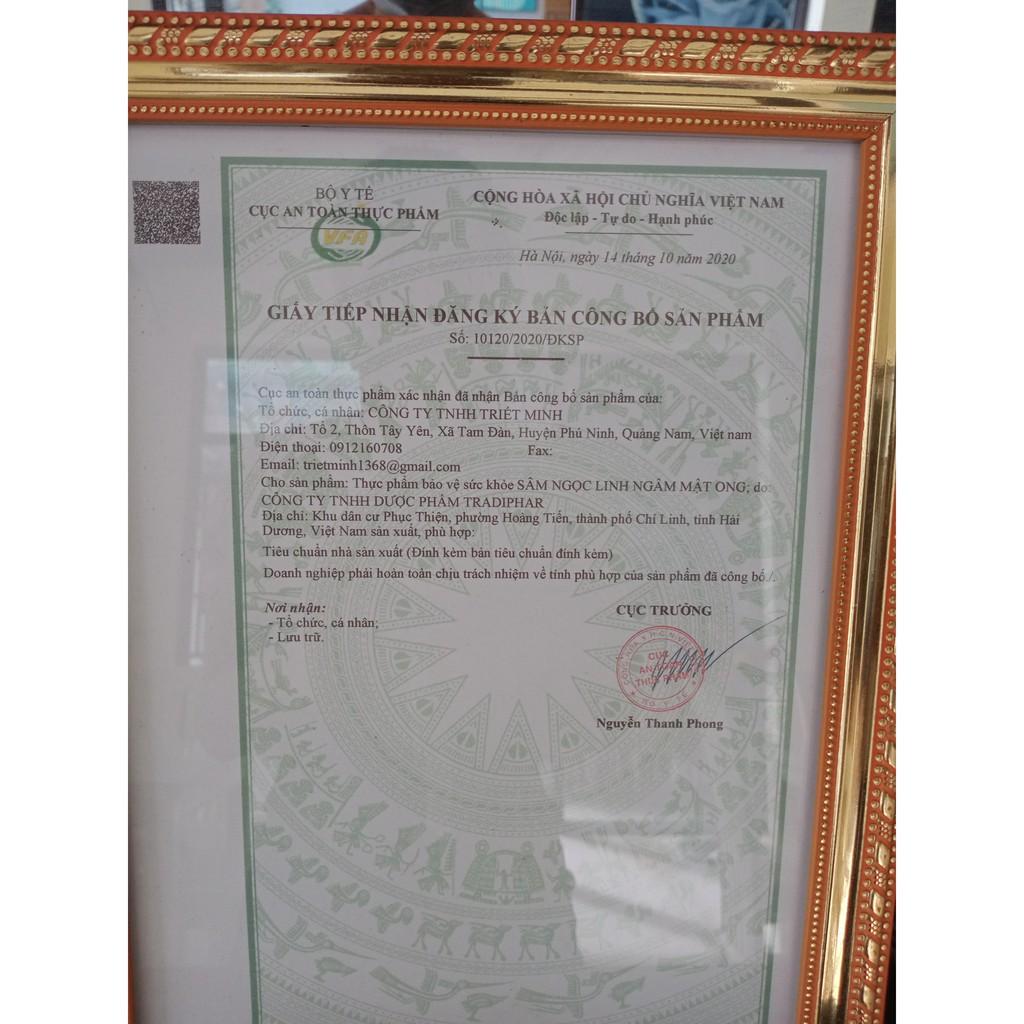 BỘ Y TẾ
CỤC AN TOÀN THỰC PHẨM
VFA
CỘNG HÒA XÃ HỘI CHỦ NGHĨA VIỆT NAM
Độc lập - Tự do - Hạnh phúc
Hà Nội, ngày 14 tháng 10 năm 2020
GIẤY TIẾP NHẬN ĐĂNG KÝ BẢN CÔNG BỐ SẢN PHẨM
Số: 10120/2020/ĐKSP
Cục an toàn thực phẩm xác nhận đã nhận Bản công bố sản phẩm của:
Tổ chức, cá nhân: CÔNG TY TNHH TRIẾT MINH
Địa chỉ: Tổ 2, Thôn Tây Yên, Xã Tam Đàn, Huyện Phú Ninh, Quảng Nam, Việt nam
Điện thoại: 0912160708 Fax:
Email: trietminh1368@gmail.com
Cho sản phẩm: Thực phẩm bảo vệ sức khỏe SÂM NGỌC LINH NGÂM MẬT ONG; do:
CÔNG TY TNHH DƯỢC PHẨM TRADIPHAR
Địa chỉ: Khu dân cư Phục Thiện, phường Hoàng Tiến, thành phố Chí Linh, tỉnh Hải
Dương, Việt Nam sản xuất, phù hợp:
Tiêu chuẩn nhà sản xuất (Đính kèm bản tiêu chuẩn đính kèm)
Doanh nghiệp phải hoàn toàn chịu trách nhiệm về tính phù hợp của sản phẩm đã công bố./.
Nơi nhận:
- Tổ chức, cá nhân;
- Lưu trữ.
CỤC TRƯỞNG
CỤC
AN TOÀN
THỰC PHẨM
BỘ Y TẾ
Nguyễn Thanh Phong